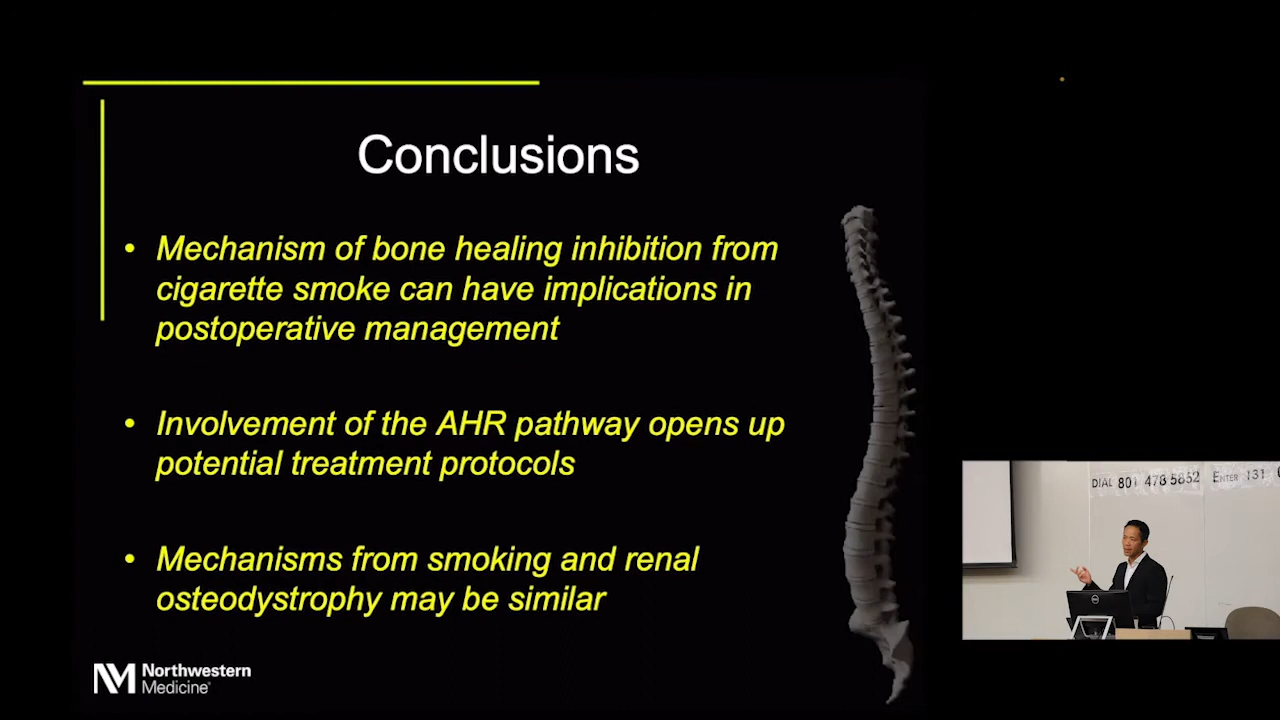 Conclusions
• Mechanism of bone healing inhibition from
cigarette smoke can have implications in
postoperative management
• Involvement of the AHR pathway opens up
potential treatment protocols
• Mechanisms from smoking and renal
osteodystrophy may be similar
NM Northwestern
Medicine®
DIAL 801 478 5852 ENTER 131
DELL